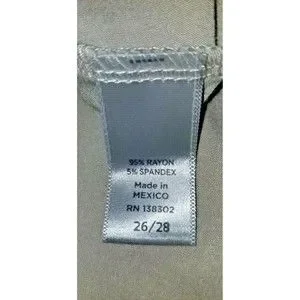 95% RAYON
5% SPANDEX
Made in
MEXICO
RN 138302
26/28